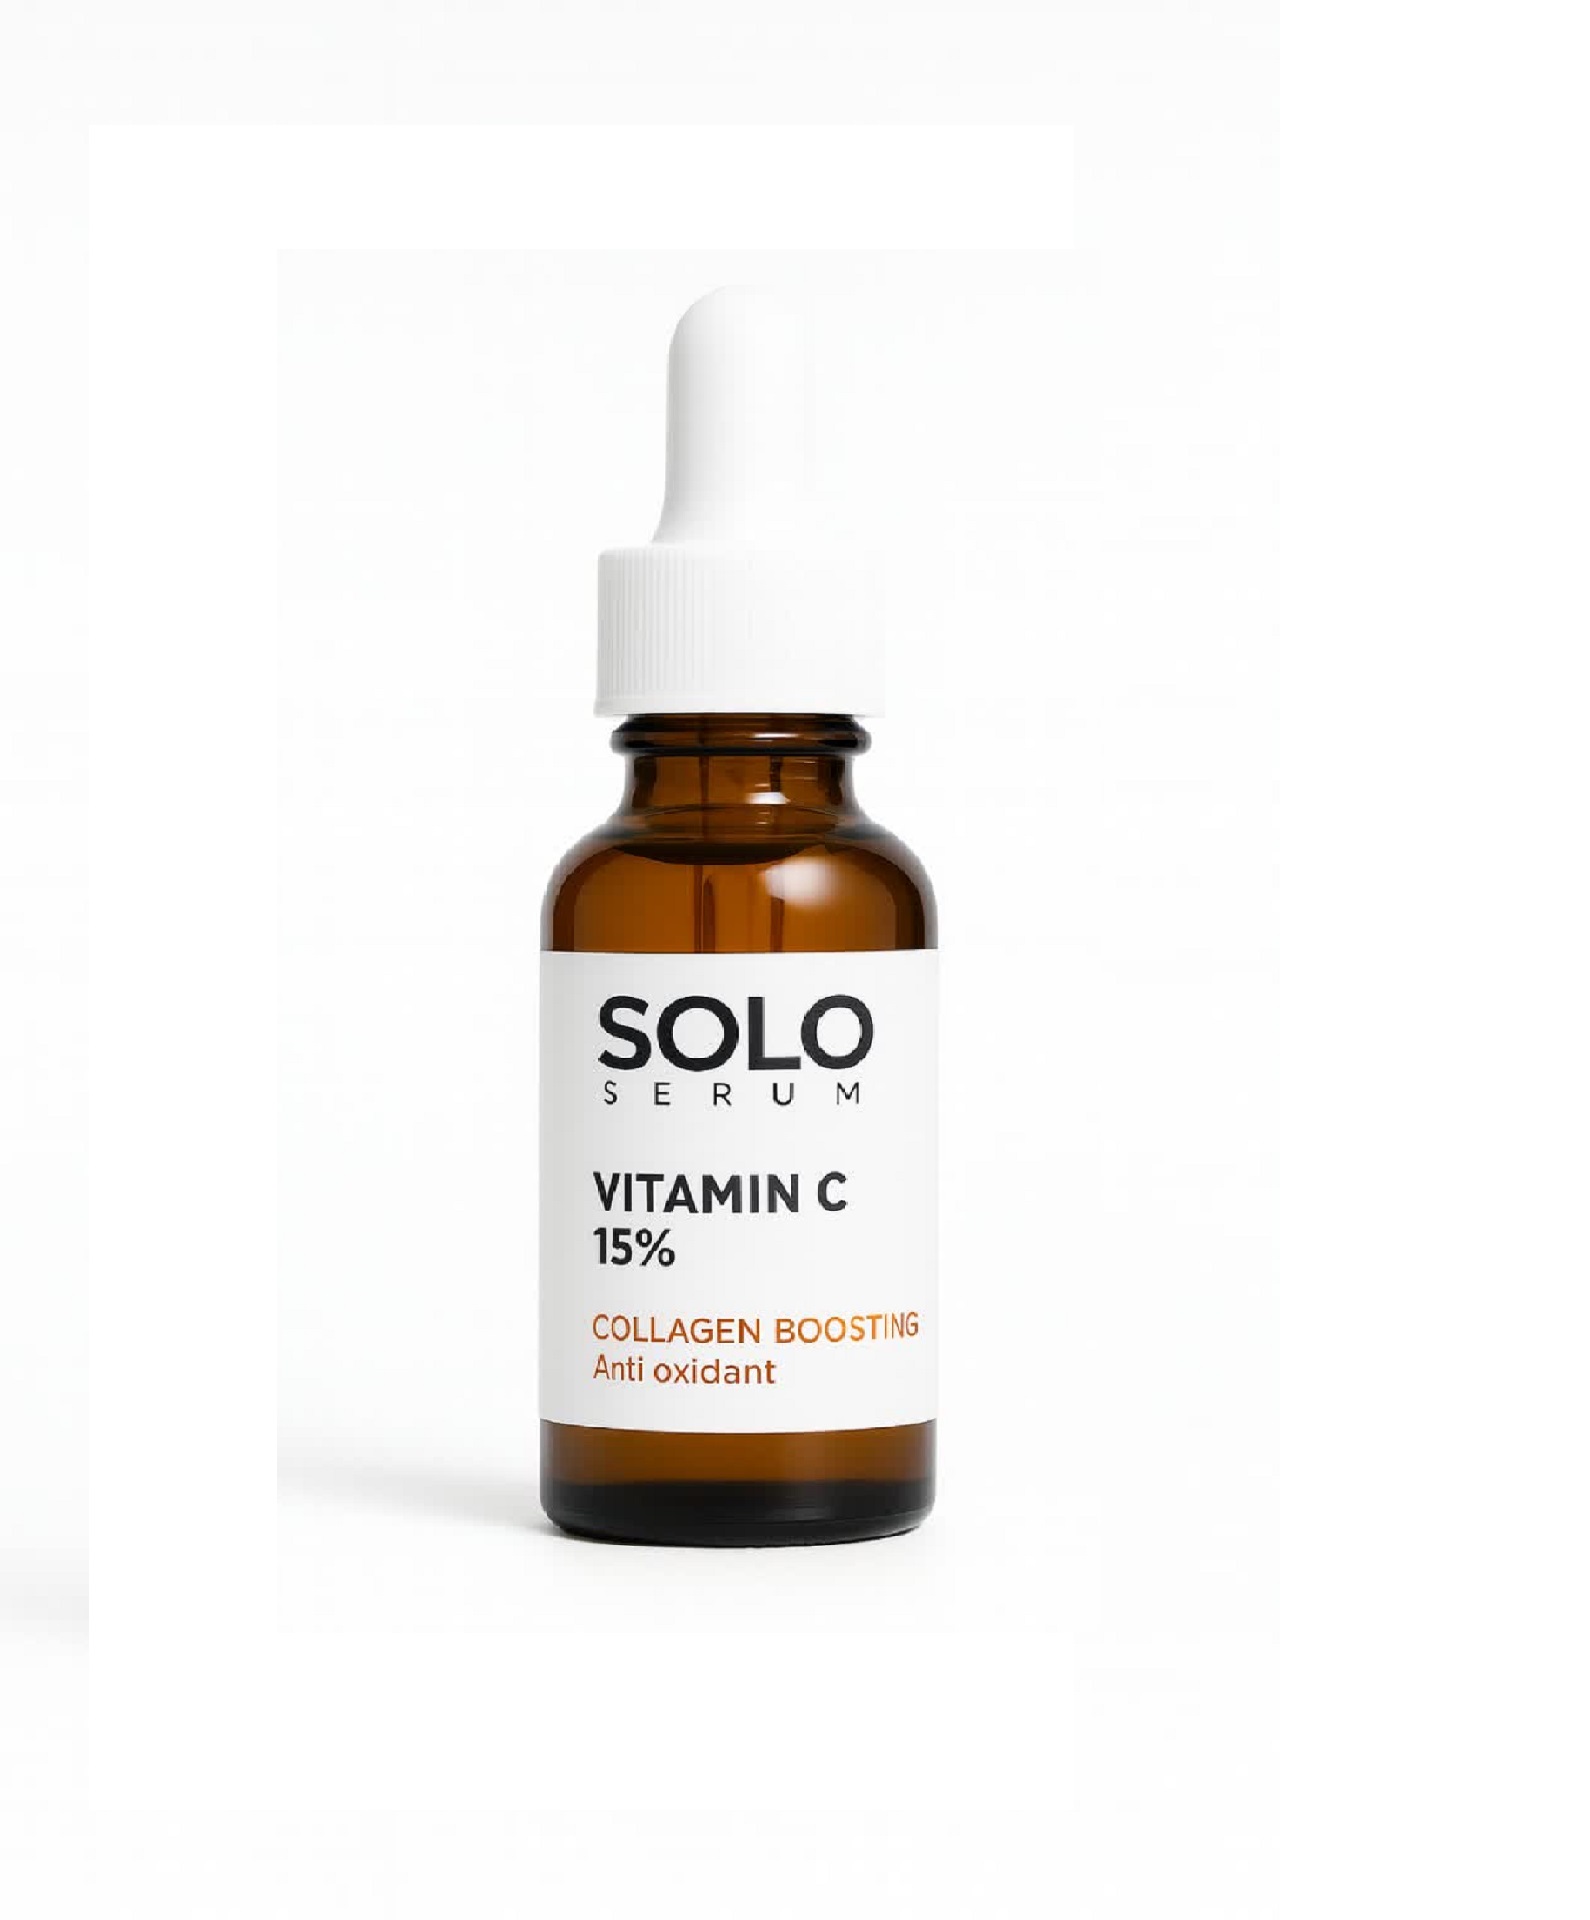 SOLO
SERUM
VITAMIN C
15%
COLLAGEN BOOSTING
Anti oxidant